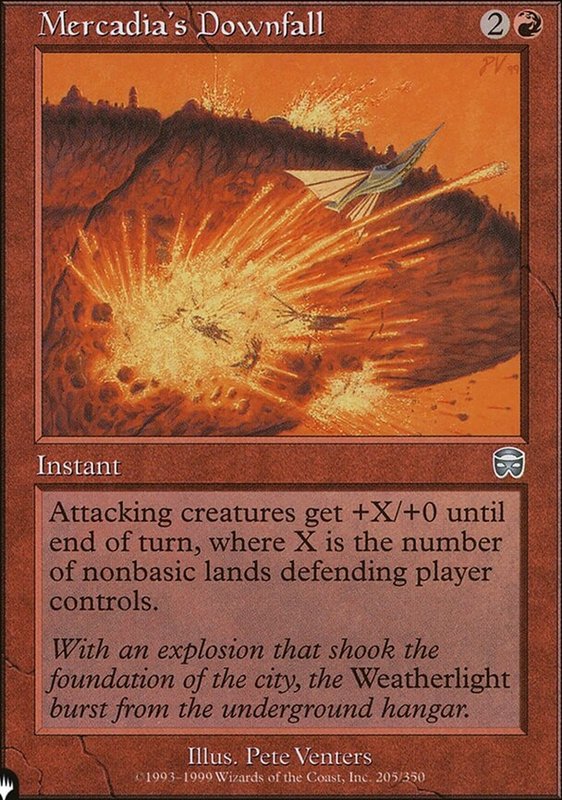 Mercadia's Downfall 2
PV 99
Instant
Attacking creatures get +X/+0 until
end of turn, where X is the number
of nonbasic lands defending player
controls.
With an explosion that shook the
foundation of the city, the Weatherlight
burst from the underground hangar.
Illus. Pete Venters
©1993–1999 Wizards of the Coast, Inc. 205/350